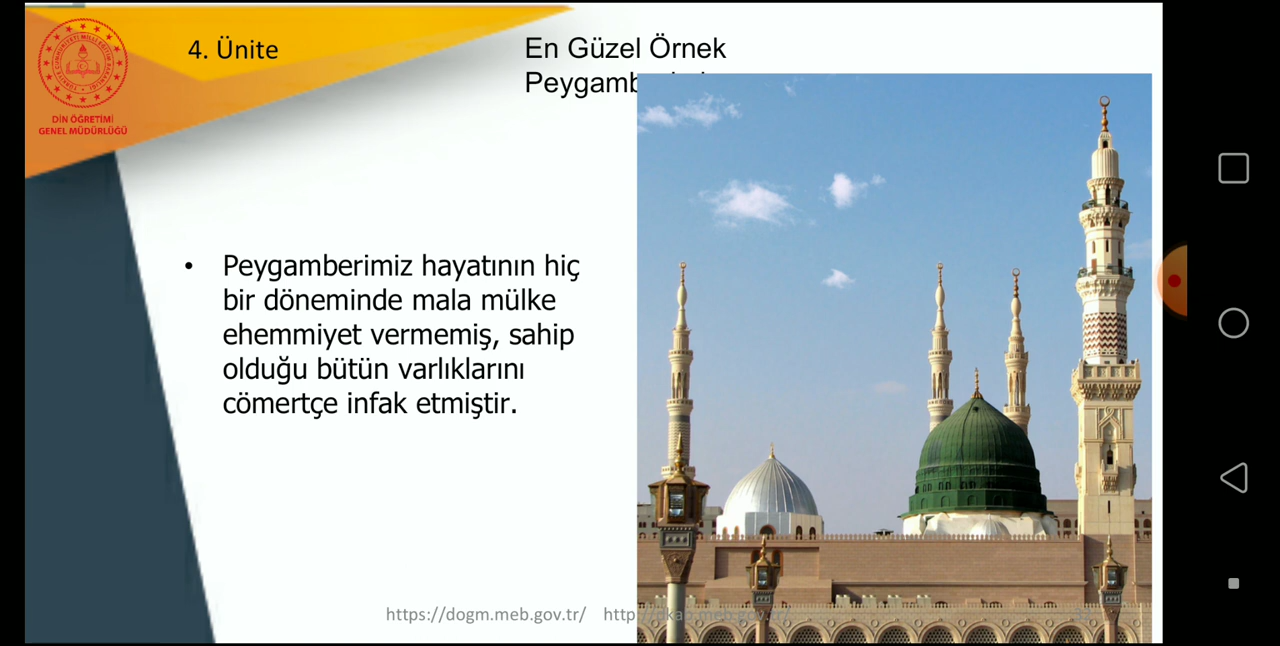 DİN ÖĞRETİMİ
GENEL MÜDÜRLÜĞÜ
4. Ünite
En Güzel Örnek
• Peygamberimiz hayatının hiç
bir döneminde mala mülke
ehemmiyet vermemiş, sahip
olduğu bütün varlıklarını
cömertçe infak etmiştir.
https://dogm.meb.gov.tr/